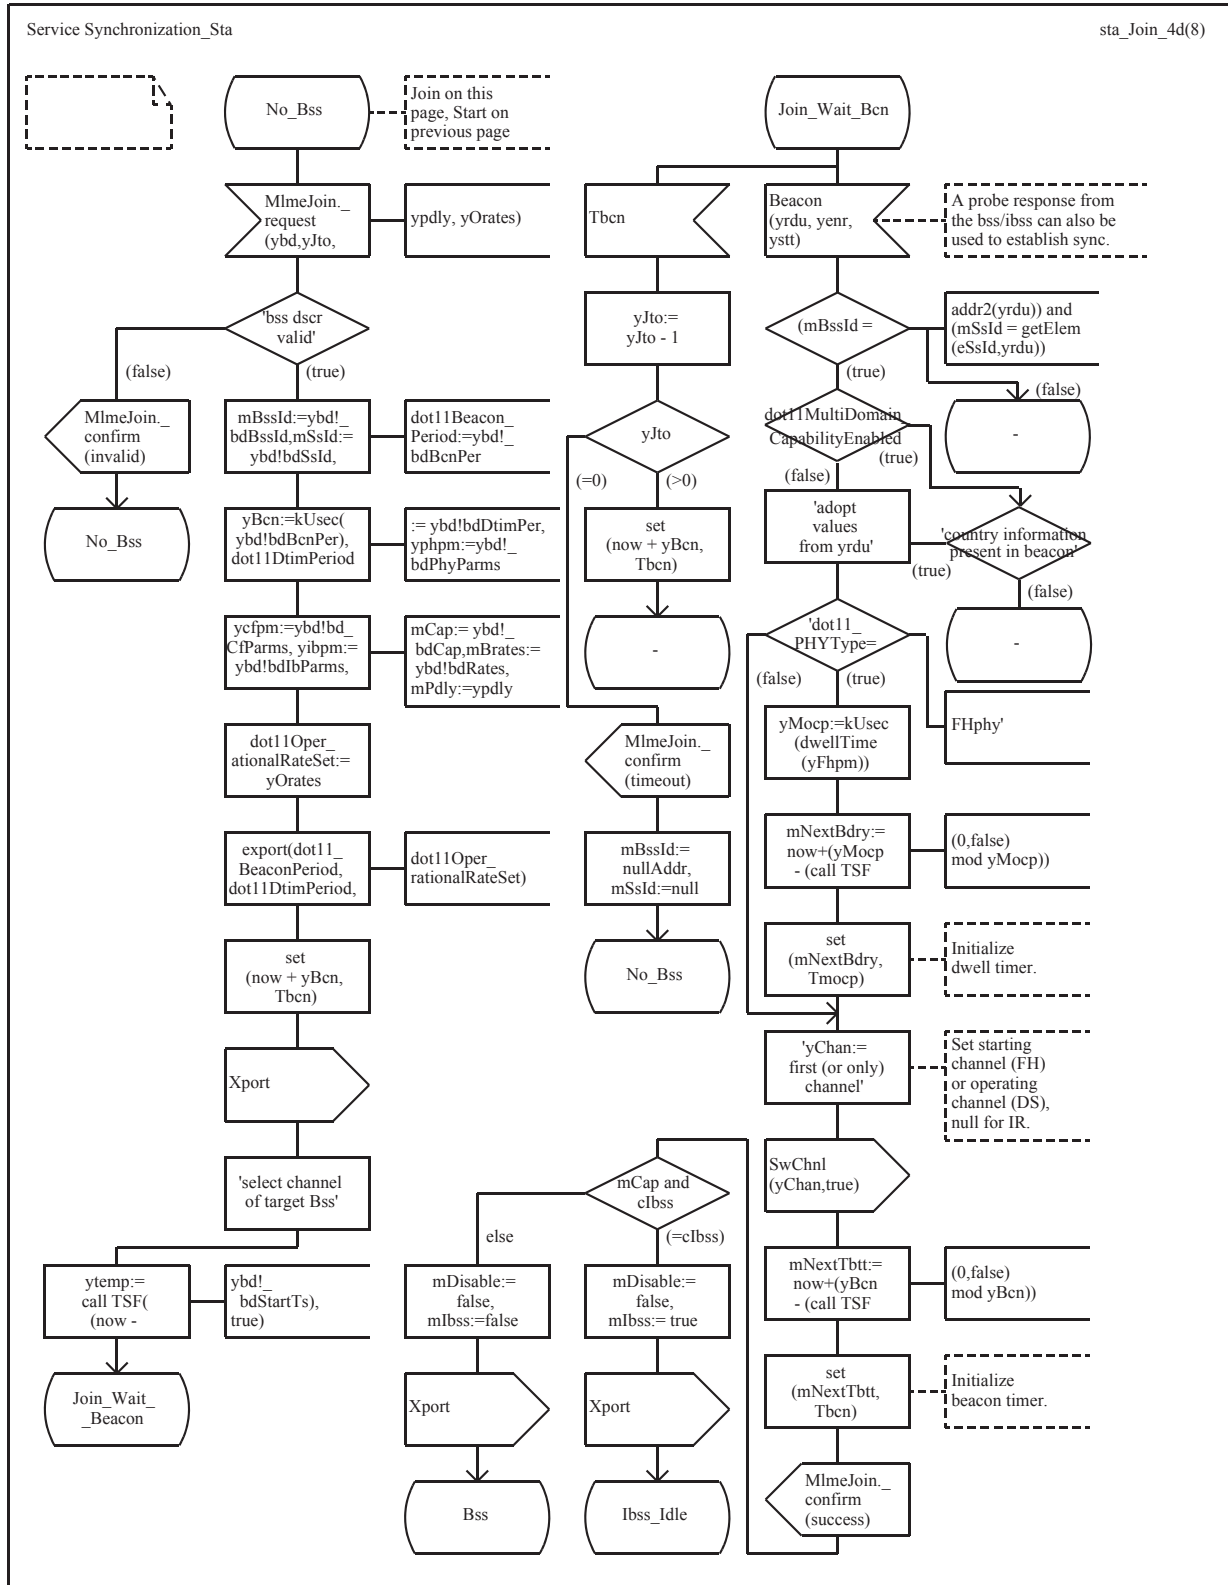 Service Synchronization_Sta
sta_Join_4d(8)
No_Bss
Join on this
page, Start on
previous page
MlmeJoin._
request
(ybd,yJto,
ypdly, yOrates)
'bss dscr
valid'
(false)
(true)
MlmeJoin._
confirm
(invalid)
No_Bss
mBssId:=ybd!_
bdBssId,mSsId:=
ybd!bdSsId,
dot11Beacon_
Period:=ybd!_
bdBcnPer
yBcn:=kUsec(
ybd!bdBcnPer),
dot11DtimPeriod
:= ybd!bdDtimPer,
yphpm:=ybd!_
bdPhyParms
ycfpm:=ybd!bd_
CfParms, yibpm:=
ybd!bdIbParms,
mCap:= ybd!_
bdCap,mBrates:=
ybd!bdRates,
mPdly:=ypdly
dot11Oper_
ationalRateSet:=
yOrates
export(dot11_
BeaconPeriod,
dot11DtimPeriod,
dot11Oper_
rationalRateSet)
set
(now + yBcn,
Tbcn)
Xport
'select channel
of target Bss'
ytemp:=
call TSF(
(now -
ybd!_
bdStartTs),
true)
Join_Wait_
_Beacon
Join_Wait_Bcn
Tbcn
yJto:=
yJto - 1
yJto
(=0)
(>0)
set
(now + yBcn,
Tbcn)
-
MlmeJoin._
confirm
(timeout)
mBssId:=
nullAddr,
mSsId:=null
No_Bss
Beacon
(yrdu, yenr,
ystt)
A probe response from
the bss/ibss can also be
used to establish sync.
(mBssId =
addr2(yrdu)) and
(mSsId = getElem
(eSsId,yrdu))
(true)
(false)
-
dot11MultiDomain
CapabilityEnabled
(true)
(false)
'adopt
values
from yrdu'
'country information
present in beacon'
(true)
(false)
-
'dot11_
PHYType=
FHphy'
(false)
(true)
yMocp:=kUsec
(dwellTime
(yFhpm))
mNextBdry:=
now+(yMocp
- (call TSF
(0,false)
mod yMocp))
set
(mNextBdry,
Tmocp)
Initialize
dwell timer.
'yChan:=
first (or only)
channel'
Set starting
channel (FH)
or operating
channel (DS),
null for IR.
SwChnl
(yChan,true)
mNextTbtt:=
now+(yBcn
- (call TSF
(0,false)
mod yBcn))
set
(mNextTbtt,
Tbcn)
Initialize
beacon timer.
MlmeJoin._
confirm
(success)
mCap and
cIbss
else
(=cIbss)
mDisable:=
false,
mIbss:=false
Xport
Bss
mDisable:=
false,
mIbss:= true
Xport
Ibss_Idle